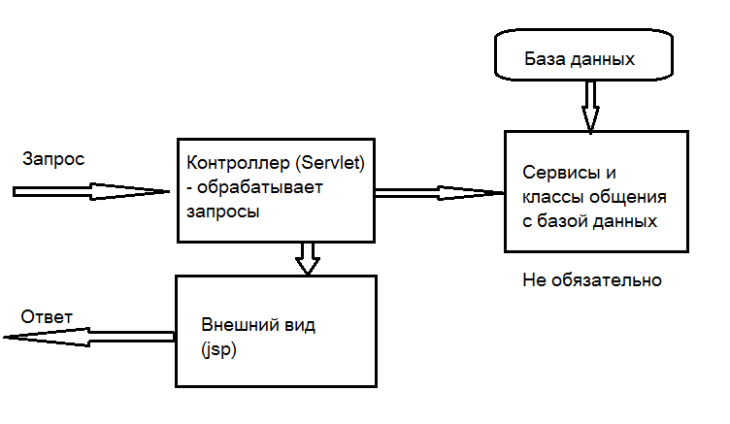 База данных
Запрос
Контроллер (Servlet)
- обрабатывает
запросы
Сервисы и
классы общения
с базой данных
Не обязательно
Ответ
Внешний вид
(jsp)